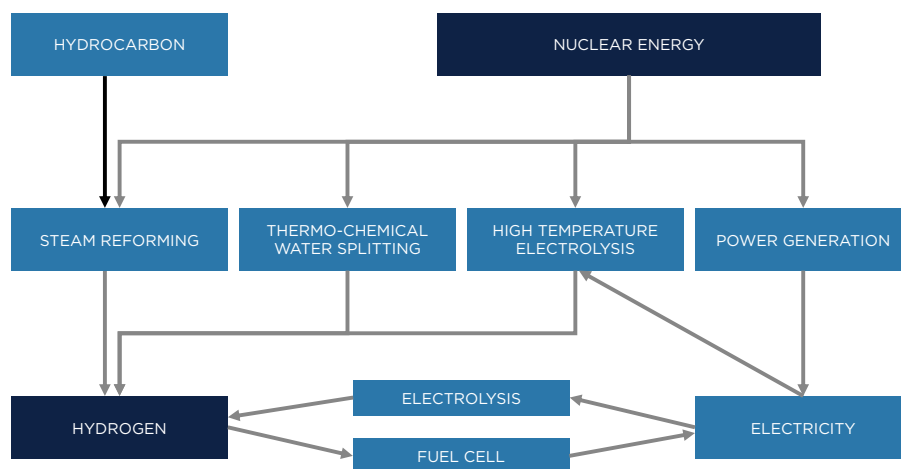 HYDROCARBON
NUCLEAR ENERGY
STEAM REFORMING
THERMO-CHEMICAL
WATER SPLITTING
HIGH TEMPERATURE
ELECTROLYSIS
POWER GENERATION
ELECTROLYSIS
HYDROGEN
ELECTRICITY
FUEL CELL